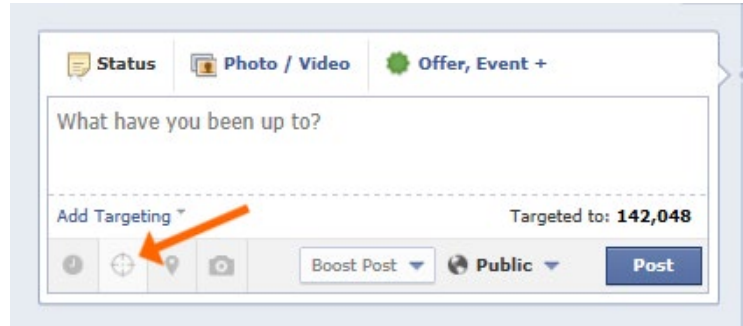 Status Photo / Video Offer, Event +
What have you been up to?
Add Targeting Targeted to: 142,048
Boost Post Public Post